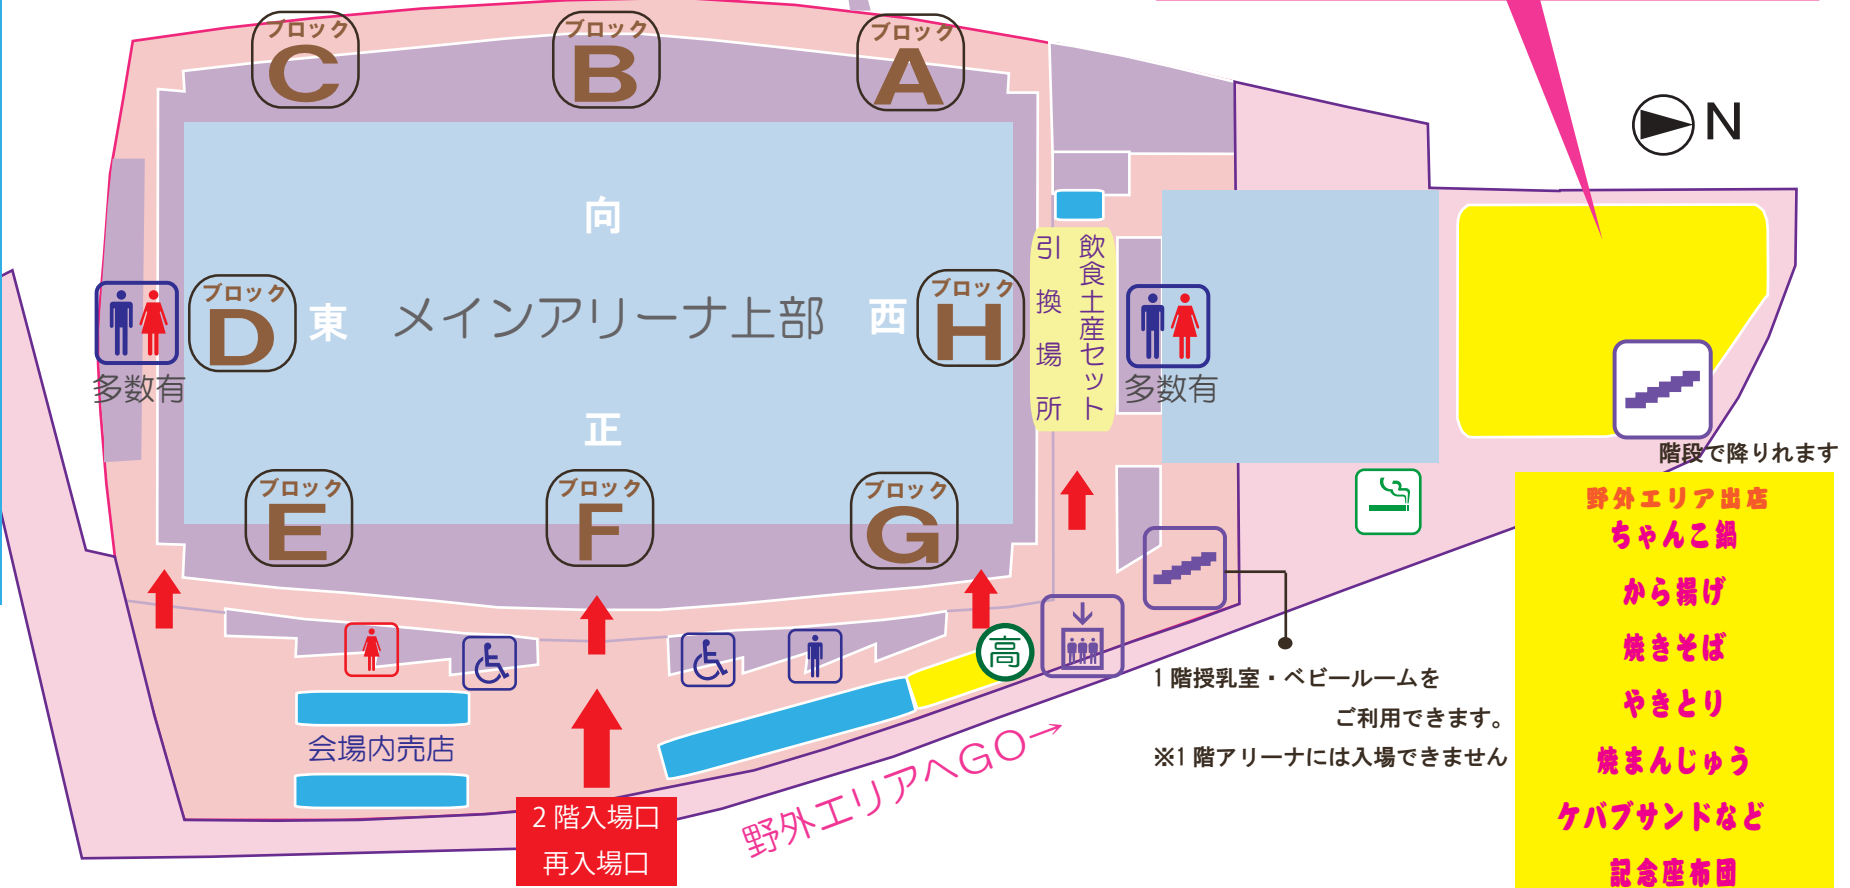 ブロック
C
ブロック
B
ブロック
A
N
向
ブロック
D
東
メインアリーナ上部
西
ブロック
H
飲食土産セット
引換場所
多数有
多数有
正
ブロック
E
ブロック
F
ブロック
G
階段で降りれます
高
会場内売店
2階入場口
再入場口
野外エリアへGO→
1階授乳室・ベビールームを
ご利用できます。
※1階アリーナには入場できません
野外エリア出店
ちゃんこ鍋
から揚げ
焼きそば
やきとり
焼まんじゅう
ケバブサンドなど
記念座布団